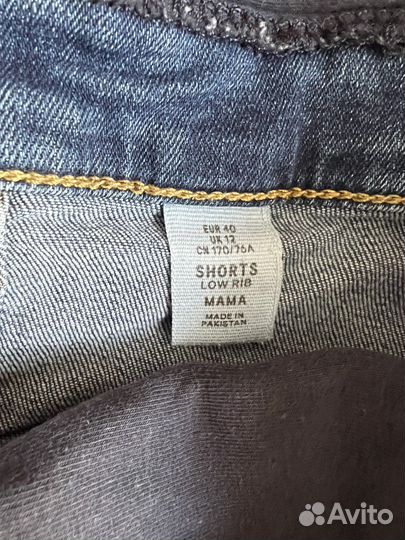 EUR 40
UK 12
CN 170/76A
SHORTS
LOW RIB
MAMA
MADE IN
PAKISTAN
Avito